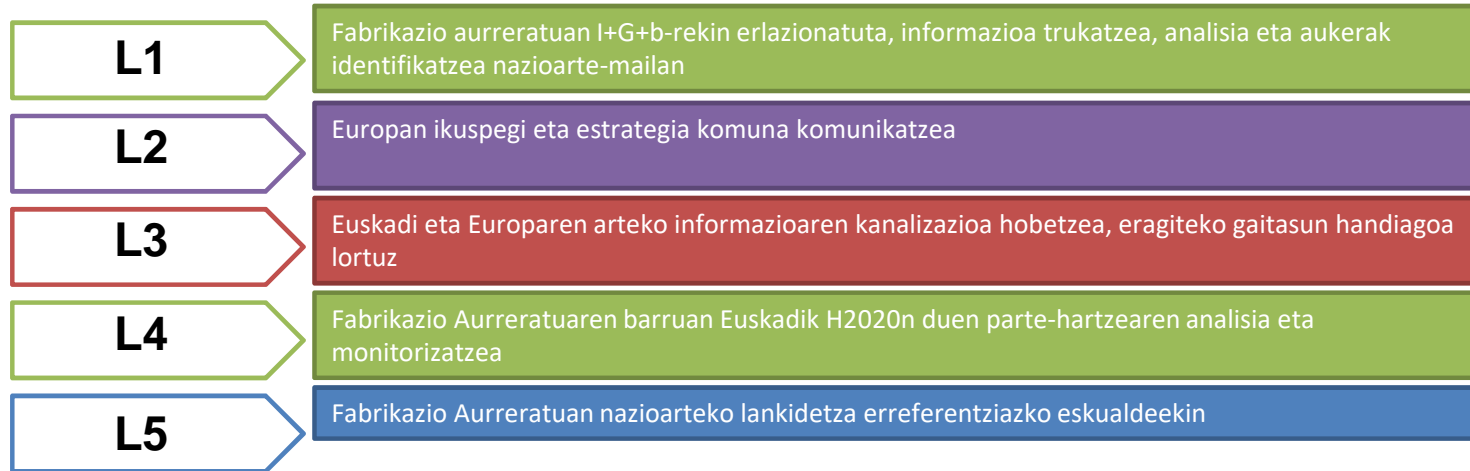 L1
Fabrikazio aurreratuan I+G+b-rekin erlazionatuta, informazioa trukatzea, analisia eta aukerak
identifikatzea nazioarte-mailan
L2
Europan ikuspegi eta estrategia komuna komunikatzea
L3
Euskadi eta Europaren arteko informazioaren kanalizazioa hobetzea, eragiteko gaitasun handiagoa
lortuz
L4
Fabrikazio Aurreratuaren barruan Euskadik H2020n duen parte-hartzearen analisia eta
monitorizatzea
L5
Fabrikazio Aurreratuan nazioarteko lankidetza erreferentziazko eskualdeekin